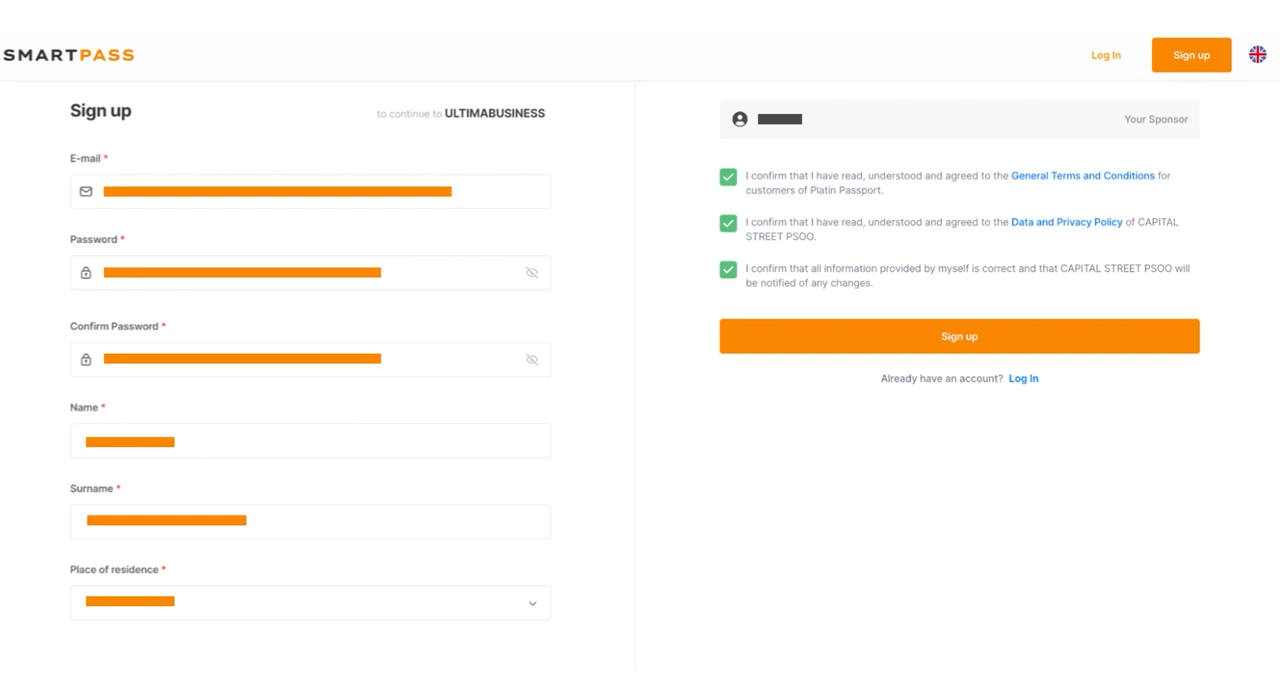 SMARTPASS
Log In
Sign up
Sign up
to continue to ULTIMABUSINESS
E-mail *
Password *
Confirm Password *
Name *
Surname *
Place of residence *
Your Sponsor
I confirm that I have read, understood and agreed to the General Terms and Conditions for
customers of Platin Passport.
I confirm that I have read, understood and agreed to the Data and Privacy Policy of CAPITAL
STREET PSOO.
I confirm that all information provided by myself is correct and that CAPITAL STREET PSOO will
be notified of any changes.
Sign up
Already have an account? Log In